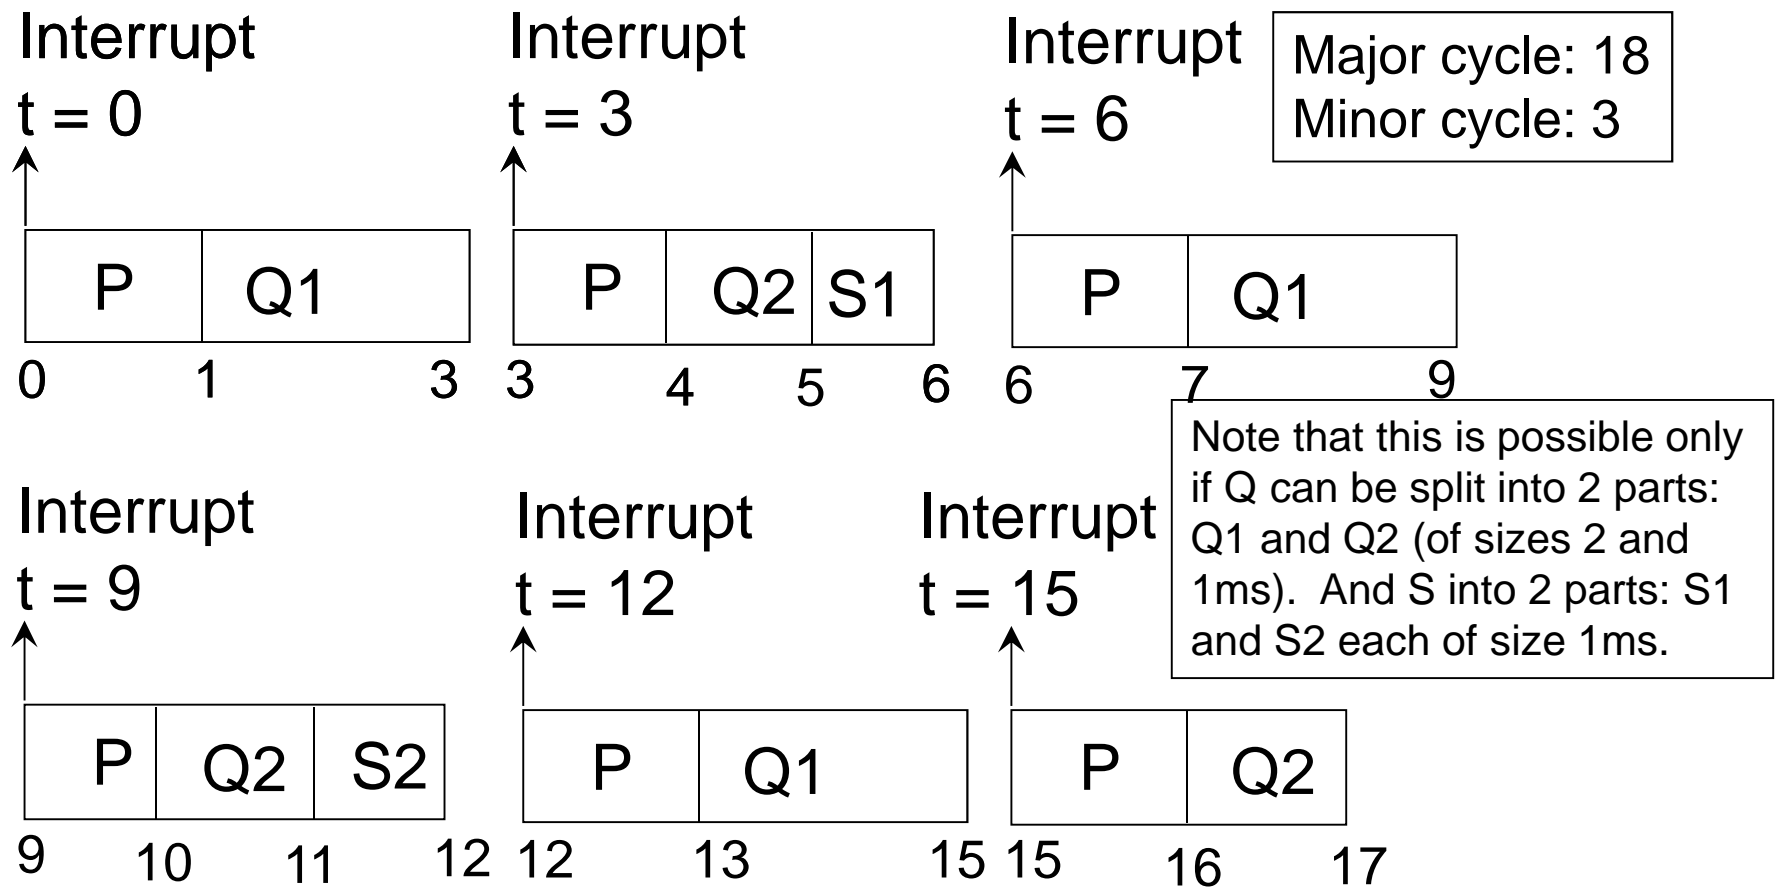 Interrupt
t = 0
Interrupt
t = 3
Interrupt
t = 6
Major cycle: 18
Minor cycle: 3
P Q1
0 1 3
P Q2 S1
3 4 5 6
P Q1
6 7 9
Note that this is possible only
if Q can be split into 2 parts:
Q1 and Q2 (of sizes 2 and
1ms). And S into 2 parts: S1
and S2 each of size 1ms.
Interrupt
t = 9
Interrupt
t = 12
Interrupt
t = 15
P Q2 S2
9 10 11 12
P Q1
12 13 15
P Q2
15 16 17